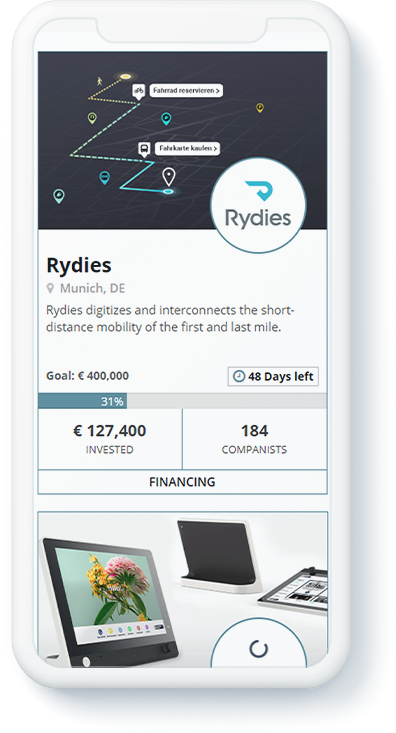 Fahrrad reservieren >
Fahrkarte kaufen >
Rydies
Rydies
Munich, DE
Rydies digitizes and interconnects the short-
distance mobility of the first and last mile.
Goal: € 400,000
48 Days left
31%
€ 127,400
184
INVESTED
COMPANISTS
FINANCING